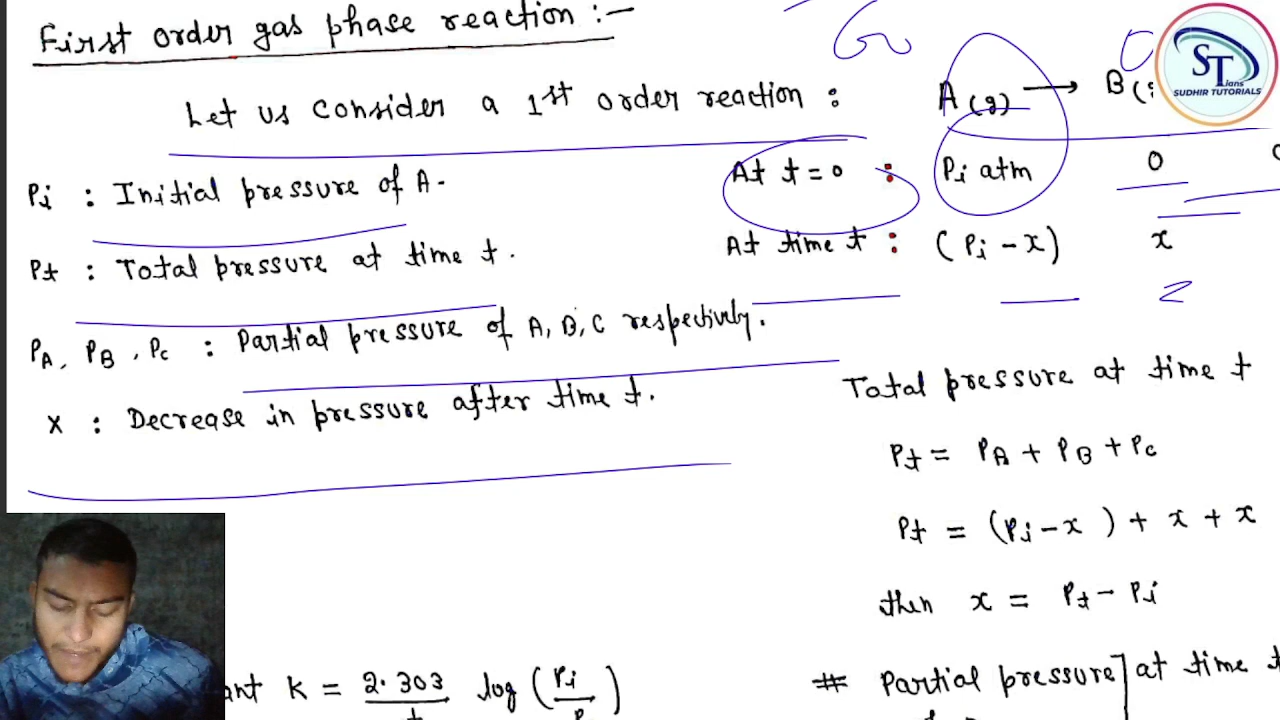 First order gas phase reaction :-
Let us consider a 1st order reaction : A(g) → B(
Pi : Initial pressure of A.
Pt : Total pressure at time t.
PA, PB, PC : Partial pressure of A, B, C respectively.
x : Decrease in pressure after time t.
At t=0 : Pi atm 0
At time t : (Pi - x) x
Total pressure at time t
Pt = PA + PB + PC
Pt = (Pi - x) + x + x
then x = Pt - Pi
# Partial pressure] at time t
ant K = 2.303/t log (Pi/P)
ST
ians
SUDHIR TUTORIALS